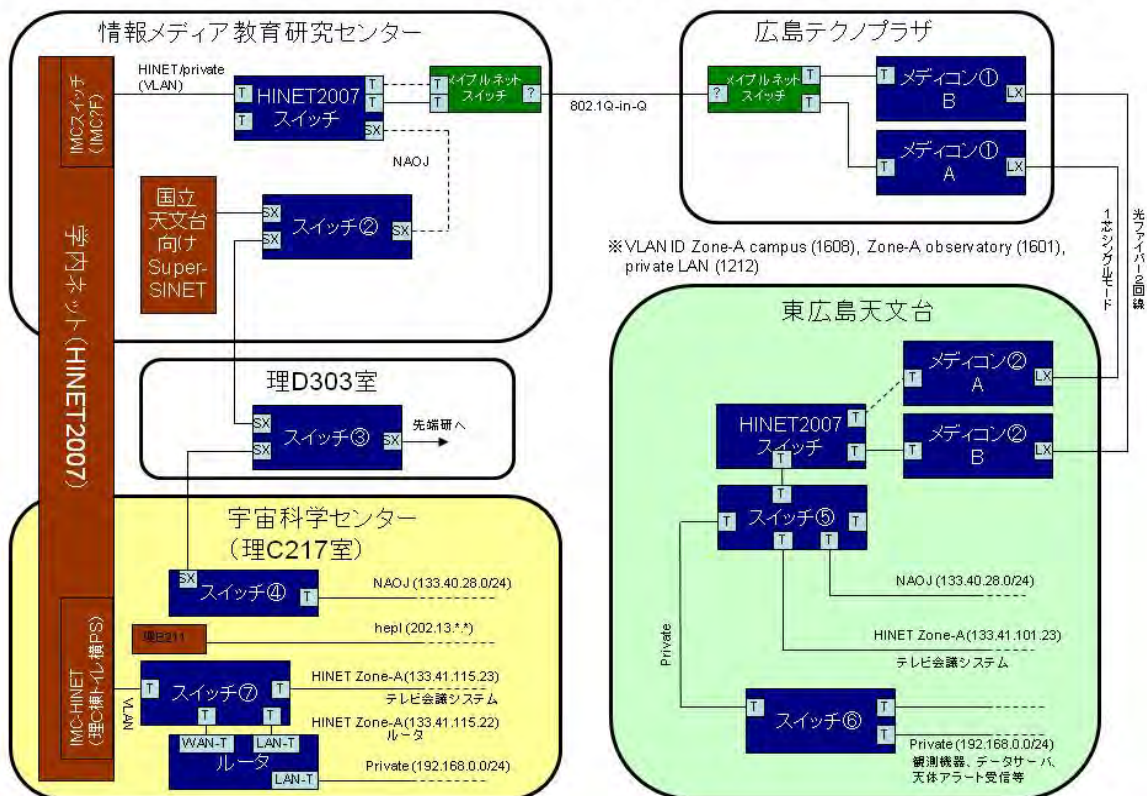 情報メディア教育研究センター
IMCスイッチ
(IMC7F)
HINET/private
(VLAN)
T
T
HINET2007
スイッチ
T
T
SX
T
T
メイプルネット
スイッチ
?
802.1Q-in-Q
NAOJ
国立
天文台
向け
Super-
SINET
SX
SX
スイッチ②
SX
学内ネット(HINET2007)
広島テクノプラザ
?
メイプルネット
スイッチ
T
T
T
メディコン①
B
LX
T
メディコン①
A
LX
※VLAN ID Zone-A campus (1608), Zone-A observatory (1601),
private LAN (1212)
1芯シングルモード
光ファイバー2回線
理D303室
SX
SX
スイッチ③
SX
先端研へ
東広島天文台
T
メディコン②
A
LX
HINET2007
スイッチ
T
T
T
T
メディコン②
B
LX
T
T
スイッチ⑤
T
T
T
NAOJ (133.40.28.0/24)
HINET Zone-A(133.41.101.23)
テレビ会議システム
Private
T
スイッチ⑥
T
T
Private (192.168.0.0/24)
観測機器、データサーバ、
天体アラート受信等
宇宙科学センター
(理C217室)
SX
スイッチ④
T
NAOJ (133.40.28.0/24)
hepl (202.13.*.*)
IMC-HINET
(理C棟トイレ横PS)
VLAN
T
スイッチ⑦
T
HINET Zone-A(133.41.115.23)
テレビ会議システム
T
T
HINET Zone-A(133.41.115.22)
ルータ
WAN-T
LAN-T
ルータ
LAN-T
Private (192.168.0.0/24)